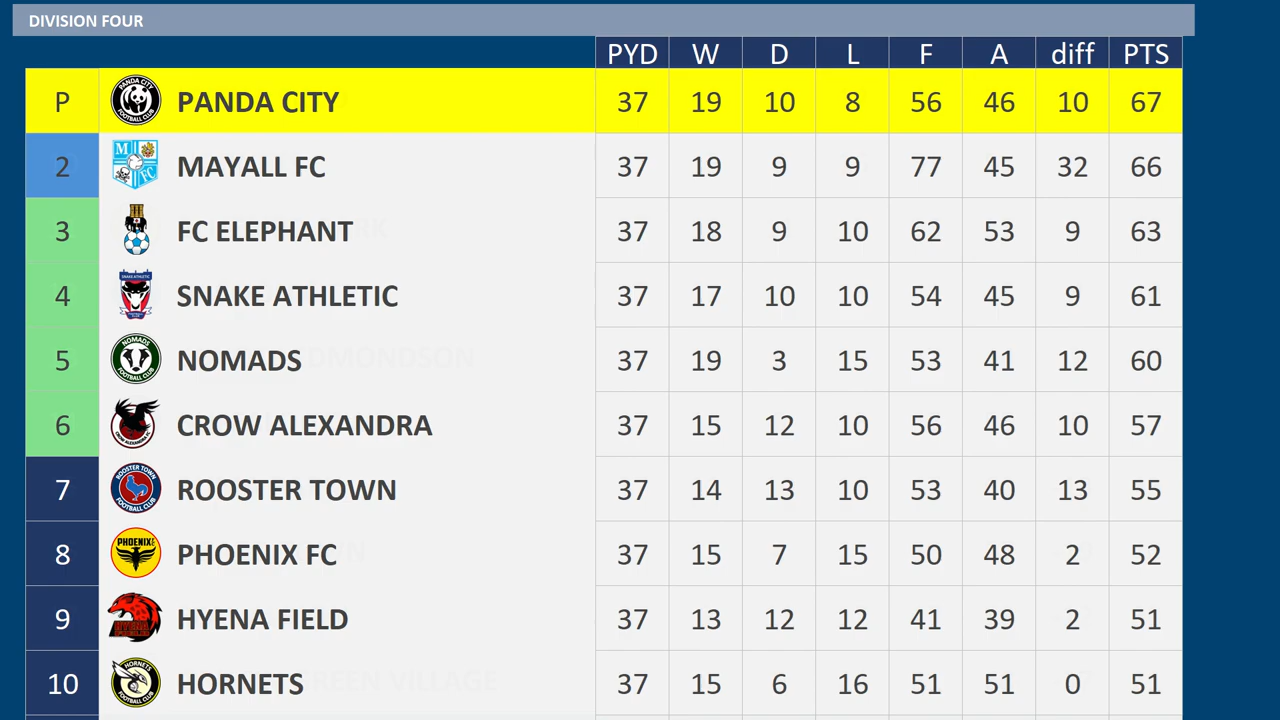 DIVISION FOUR
PYD W D L F A diff PTS
P PANDA CITY 37 19 10 8 56 46 10 67
2 MAYALL FC 37 19 9 9 77 45 32 66
3 FC ELEPHANT 37 18 9 10 62 53 9 63
4 SNAKE ATHLETIC 37 17 10 10 54 45 9 61
5 NOMADS 37 19 3 15 53 41 12 60
6 CROW ALEXANDRA 37 15 12 10 56 46 10 57
7 ROOSTER TOWN 37 14 13 10 53 40 13 55
8 PHOENIX FC 37 15 7 15 50 48 2 52
9 HYENA FIELD 37 13 12 12 41 39 2 51
10 HORNETS 37 15 6 16 51 51 0 51